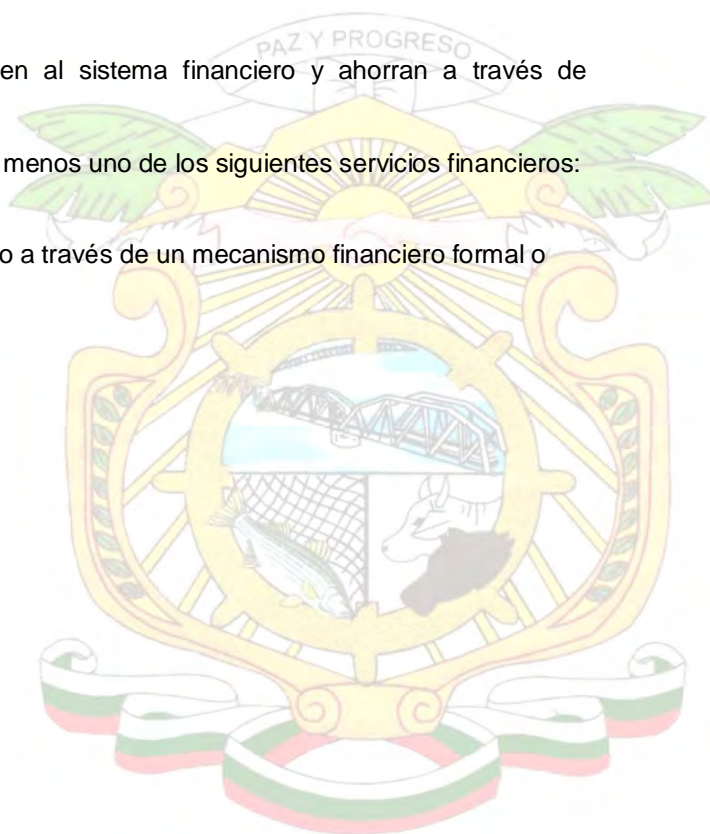 PAZ Y PROGRESO
en al sistema financiero y ahorran a través de
menos uno de los siguientes servicios financieros:
o a través de un mecanismo financiero formal o